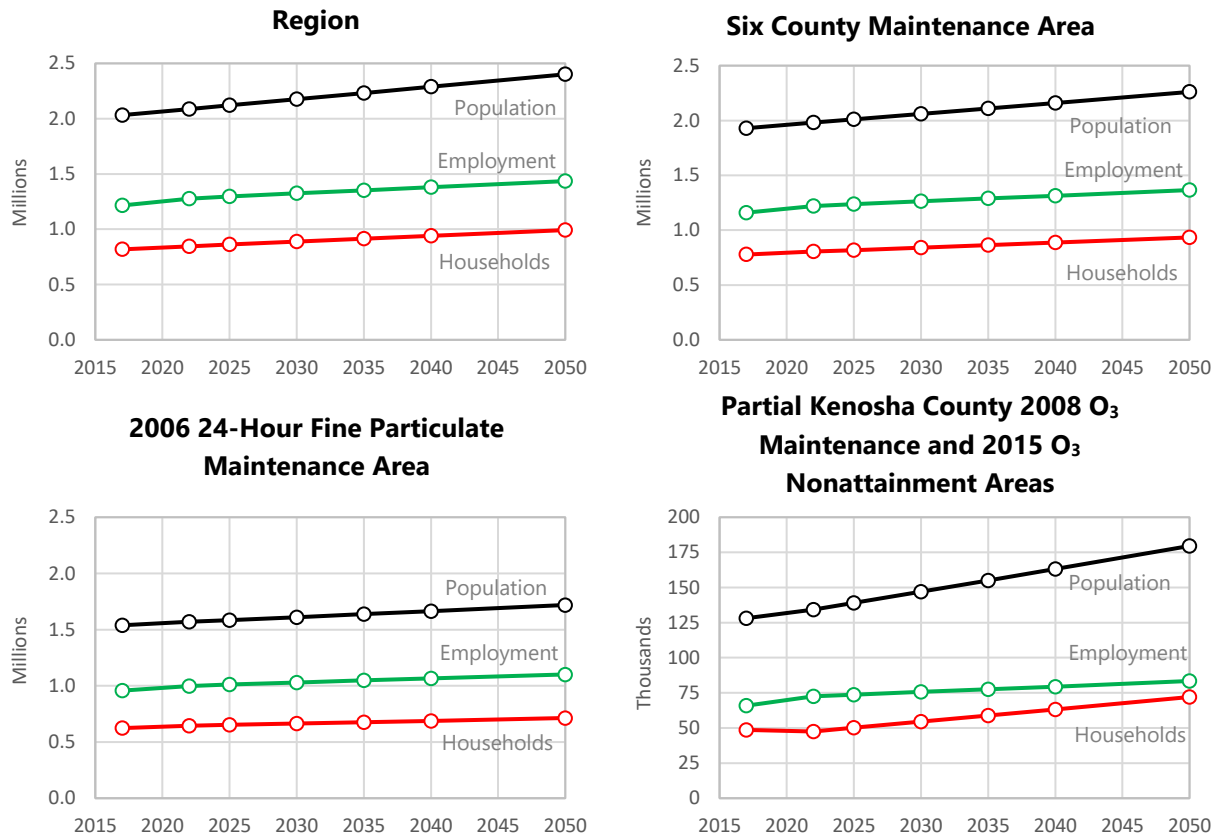 Region
2.5
2.0
1.5
1.0
0.5
0.0
Millions
Population
Employment
Households
2015 2020 2025 2030 2035 2040 2045 2050
Six County Maintenance Area
2.5
2.0
1.5
1.0
0.5
0.0
Millions
Population
Employment
Households
2015 2020 2025 2030 2035 2040 2045 2050
2006 24-Hour Fine Particulate
Maintenance Area
2.5
2.0
1.5
1.0
0.5
0.0
Millions
Population
Employment
Households
2015 2020 2025 2030 2035 2040 2045 2050
Partial Kenosha County 2008 O₃
Maintenance and 2015 O₃
Nonattainment Areas
200
175
150
125
100
75
50
25
0
Thousands
Population
Employment
Households
2015 2020 2025 2030 2035 2040 2045 2050